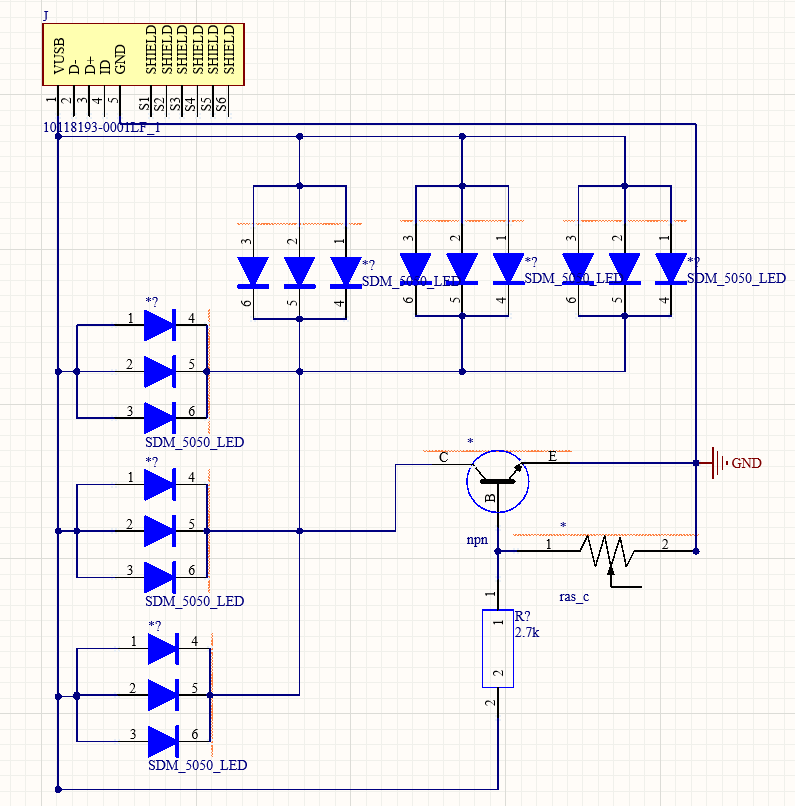 J
VUSB
D-
D+
ID
GND
SHIELD
SHIELD
SHIELD
SHIELD
SHIELD
SHIELD
1
2
3
4
5
S1
S2
S3
S4
S5
S6
10118193-0001LF_1
3
2
1
6
5
4
*?
SDM_5050_LED
3
2
1
6
5
4
*?
SDM_5050_LED
3
2
1
6
5
4
*?
SDM_5050_LED
*?
1
4
2
5
3
6
SDM_5050_LED
*?
1
4
2
5
3
6
SDM_5050_LED
*?
1
4
2
5
3
6
SDM_5050_LED
*
C
E
B
npn
GND
*
1
2
ras_c
1
R?
1
2.7k
2
2